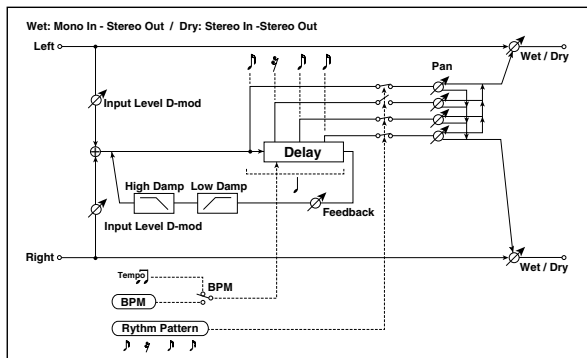 Wet: Mono In - Stereo Out / Dry: Stereo In -Stereo Out
Left
Wet / Dry
Pan
Input Level D-mod
Delay
High Damp
Low Damp
Feedback
Input Level D-mod
Right
Wet / Dry
Tempo
BPM
BPM
Rythm Pattern